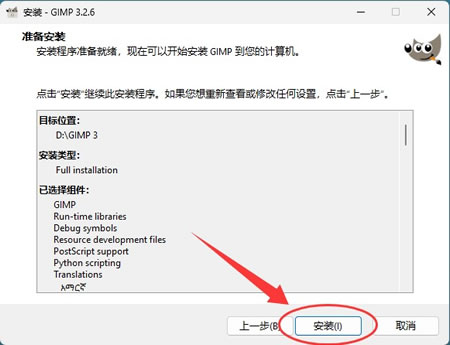 安装 - GIMP 3.2.6
准备安装
安装程序准备就绪，现在可以开始安装 GIMP 到您的计算机。
点击“安装”继续此安装程序。如果您想重新查看或修改任何设置，点击“上一步”。
目标位置：
D:\GIMP 3
安装类型：
Full installation
已选择组件：
GIMP
Run-time libraries
Debug symbols
Resource development files
PostScript support
Python scripting
Translations
አማርኛ
上一步(B)
安装(I)
取消